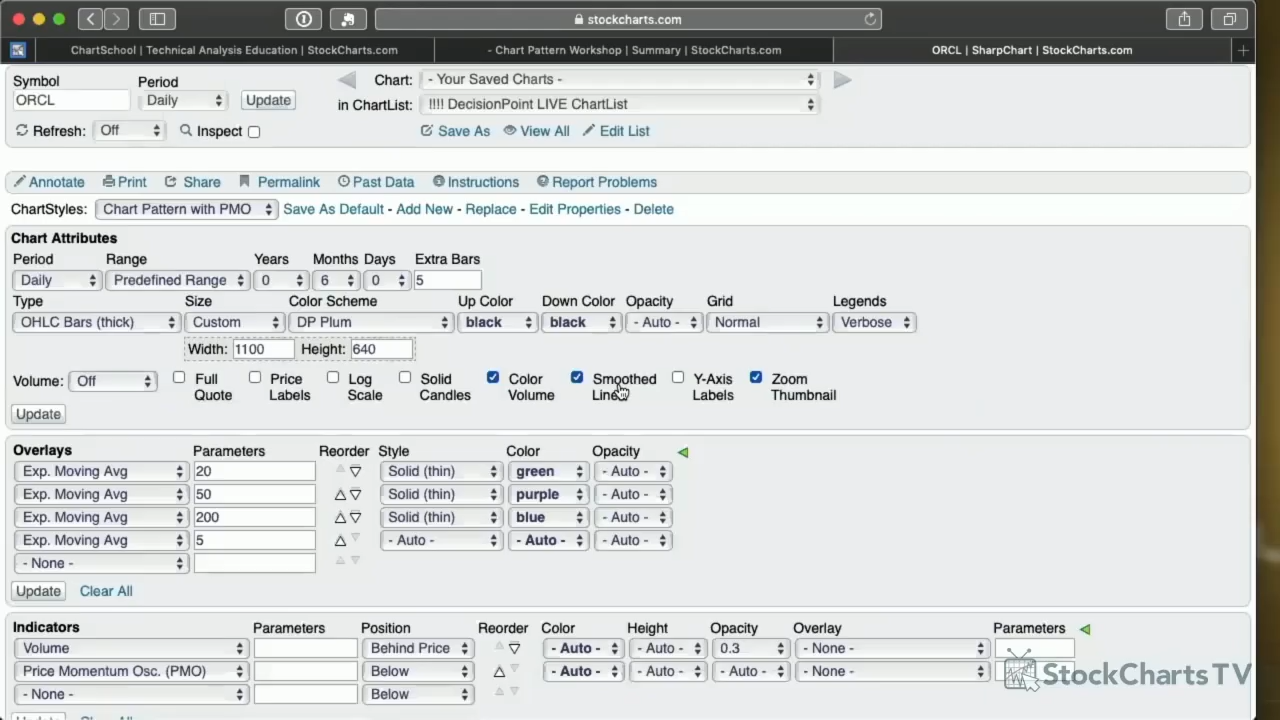 stockcharts.com
ChartSchool | Technical Analysis Education | StockCharts.com
- Chart Pattern Workshop | Summary | StockCharts.com
ORCL | SharpChart | StockCharts.com
Symbol Period Chart: - Your Saved Charts -
ORCL Daily Update in ChartList: !!!! DecisionPoint LIVE ChartList
Refresh: Off Inspect Save As View All Edit List
Annotate Print Share Permalink Past Data Instructions Report Problems
ChartStyles: Chart Pattern with PMO Save As Default - Add New - Replace - Edit Properties - Delete
Chart Attributes
Period Range Years Months Days Extra Bars
Daily Predefined Range 0 6 0 5
Type Size Color Scheme Up Color Down Color Opacity Grid Legends
OHLC Bars (thick) Custom DP Plum black black - Auto - Normal Verbose
Width: 1100 Height: 640
Volume: Off Full Quote Price Labels Log Scale Solid Candles Color Volume Smoothed Lines Y-Axis Labels Zoom Thumbnail
Update
Overlays Parameters Reorder Style Color Opacity
Exp. Moving Avg 20 Solid (thin) green - Auto -
Exp. Moving Avg 50 Solid (thin) purple - Auto -
Exp. Moving Avg 200 Solid (thin) blue - Auto -
Exp. Moving Avg 5 - Auto - - Auto - - Auto -
- None -
Update Clear All
Indicators Parameters Position Reorder Color Height Opacity Overlay Parameters
Volume Behind Price - Auto - - Auto - 0.3 - None -
Price Momentum Osc. (PMO) Below - Auto - - Auto - - Auto - - None -
- None - Below
StockCharts TV
Update Clear All